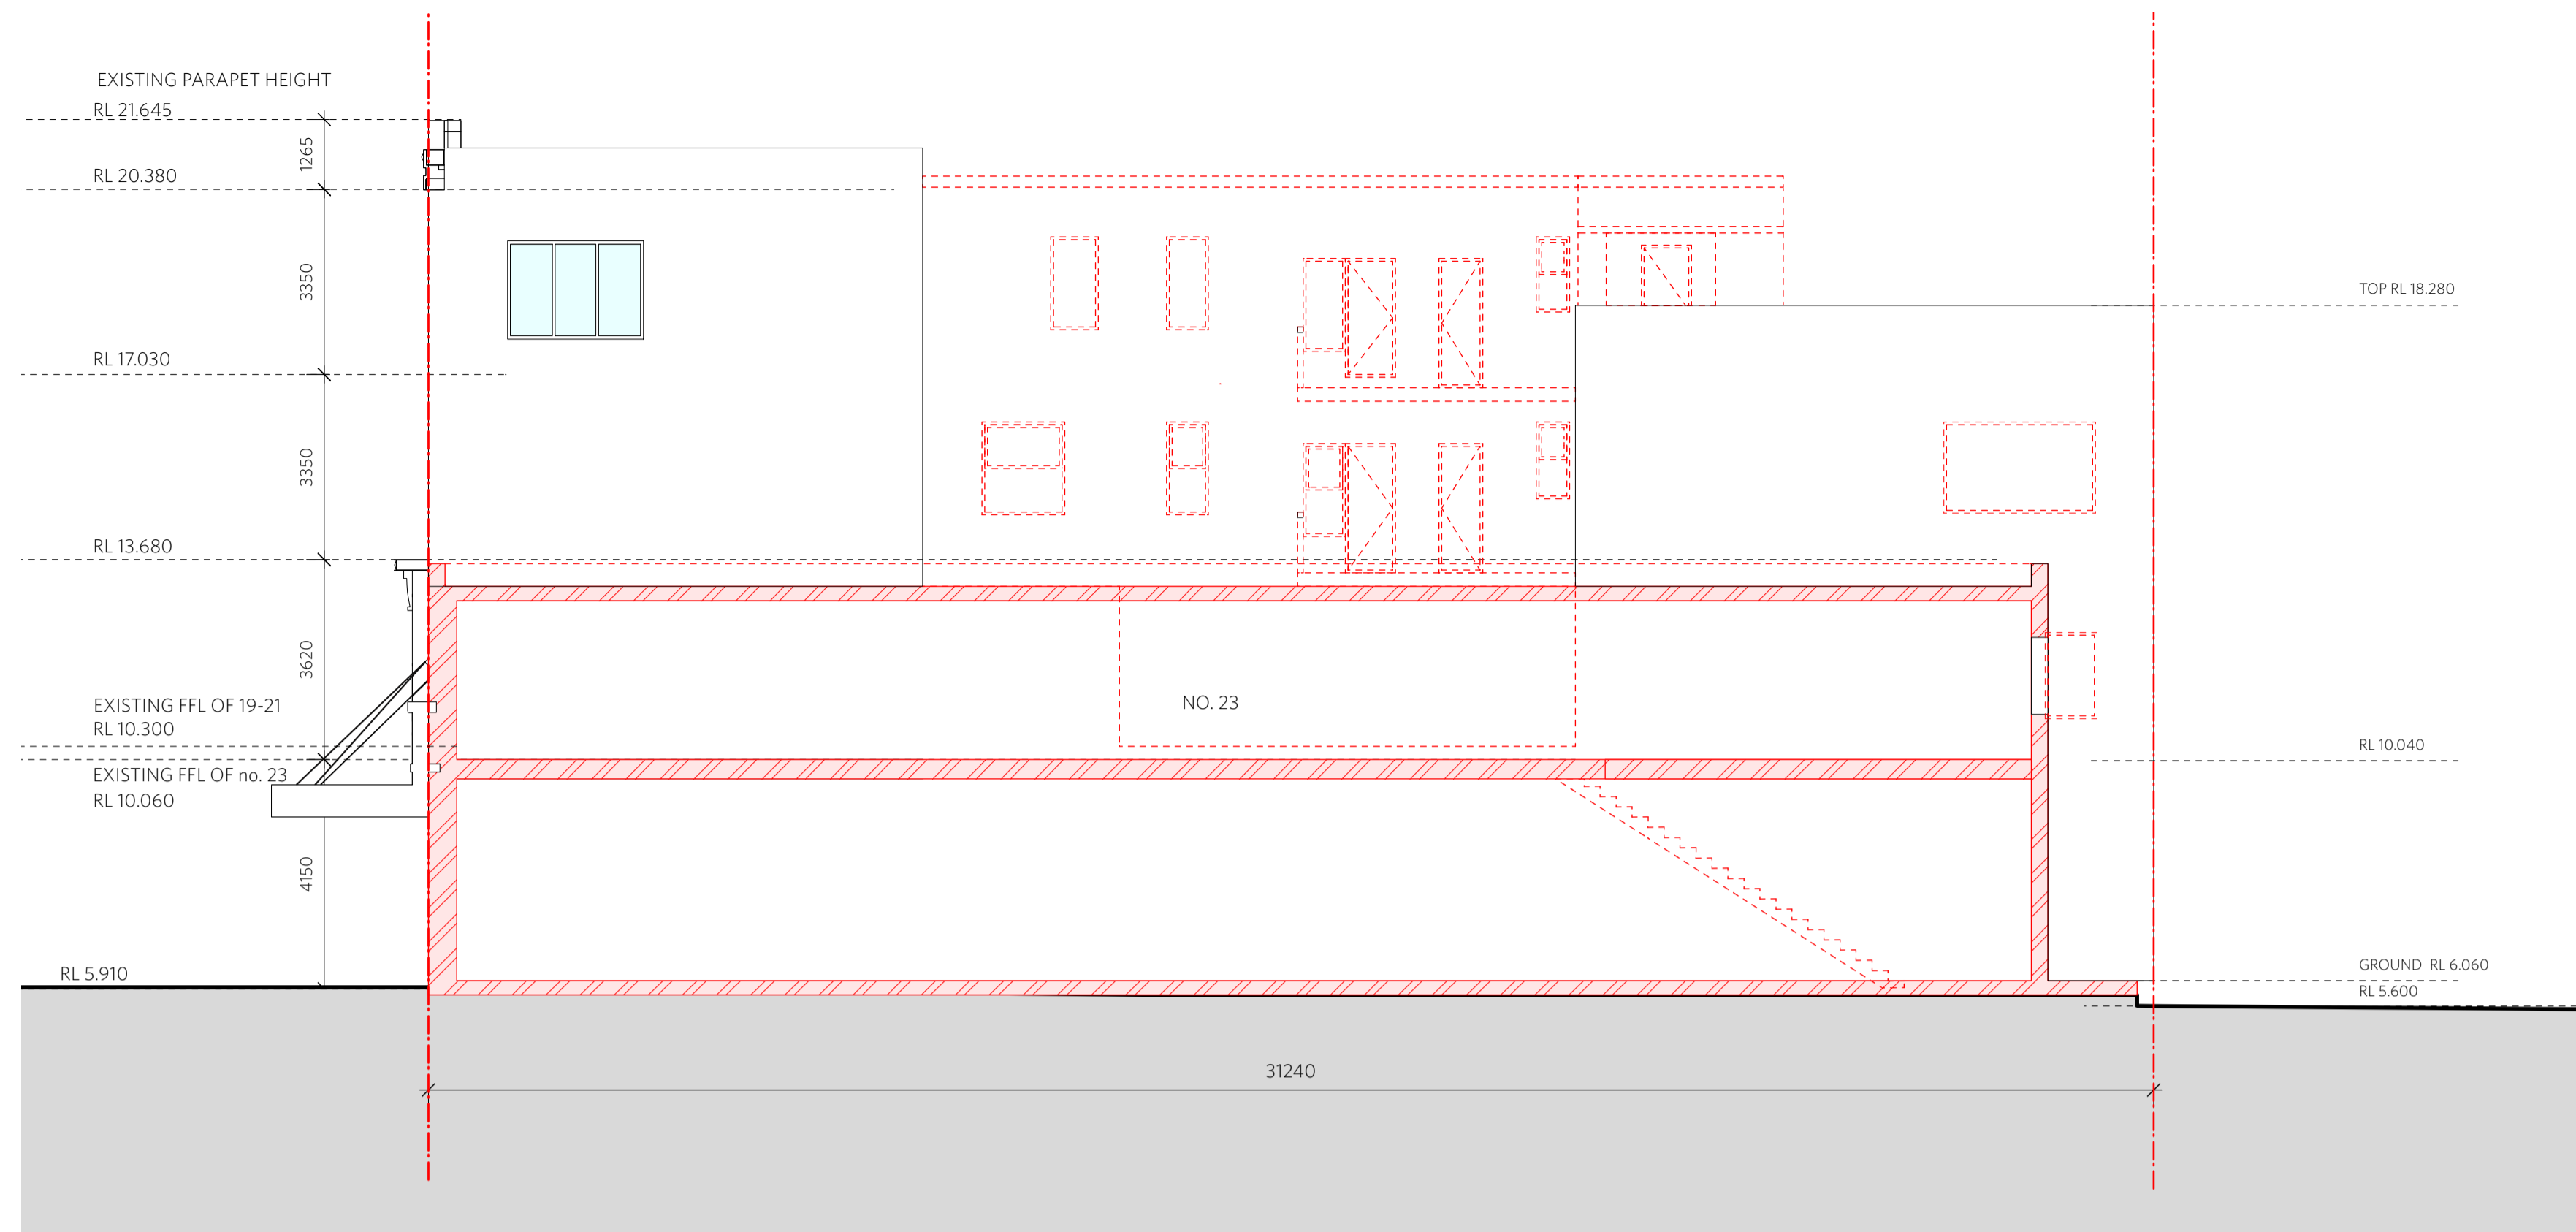 EXISTING PARAPET HEIGHT
RL 21.645
1265
RL 20.380
3350
TOP RL 18.280
RL 17.030
3350
RL 13.680
3620
EXISTING FFL OF 19-21
RL 10.300
NO. 23
RL 10.040
EXISTING FFL OF no. 23
RL 10.060
4150
RL 5.910
GROUND RL 6.060
RL 5.600
31240